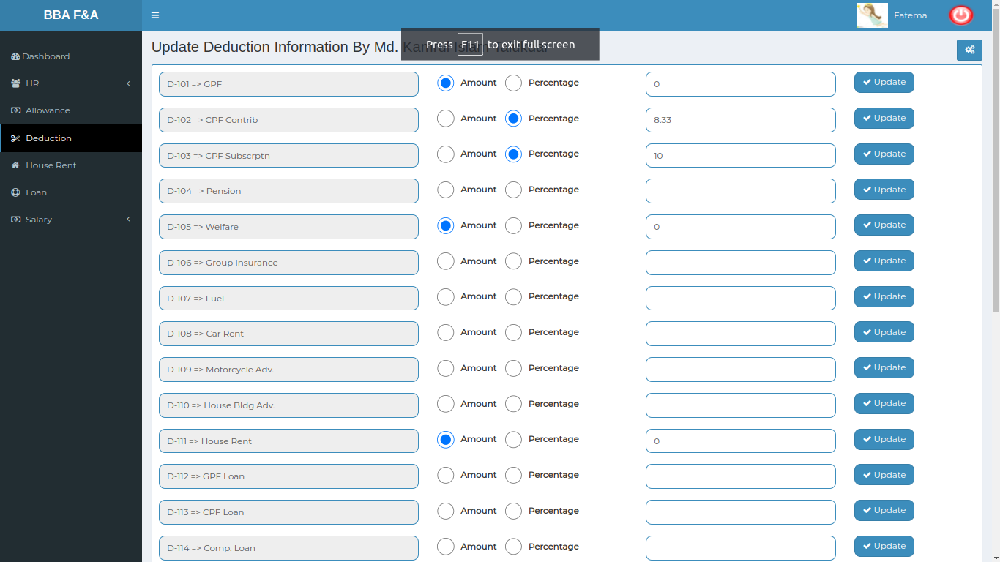 BBA F&A
Fatema
Dashboard
HR
Allowance
Deduction
House Rent
Loan
Salary
Update Deduction Information By Md.
Press F11 to exit full screen
D-101 => GPF Amount Percentage 0 Update
D-102 => CPF Contrib Amount Percentage 8.33 Update
D-103 => CPF Subscrptn Amount Percentage 10 Update
D-104 => Pension Amount Percentage Update
D-105 => Welfare Amount Percentage 0 Update
D-106 => Group Insurance Amount Percentage Update
D-107 => Fuel Amount Percentage Update
D-108 => Car Rent Amount Percentage Update
D-109 => Motorcycle Adv. Amount Percentage Update
D-110 => House Bldg Adv. Amount Percentage Update
D-111 => House Rent Amount Percentage 0 Update
D-112 => GPF Loan Amount Percentage Update
D-113 => CPF Loan Amount Percentage Update
D-114 => Comp. Loan Amount Percentage Update